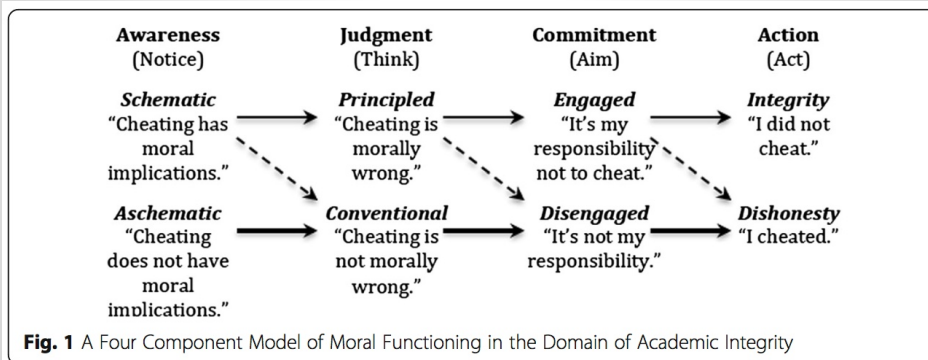 Awareness
(Notice)
Judgment
(Think)
Commitment
(Aim)
Action
(Act)
Schematic
“Cheating has
moral
implications.”
Principled
“Cheating is
morally
wrong.”
Engaged
“It’s my
responsibility
not to cheat.”
Integrity
“I did not
cheat.”
Aschematic
“Cheating
does not have
moral
implications.”
Conventional
“Cheating is
not morally
wrong.”
Disengaged
“It’s not my
responsibility.”
Dishonesty
“I cheated.”
Fig. 1 A Four Component Model of Moral Functioning in the Domain of Academic Integrity